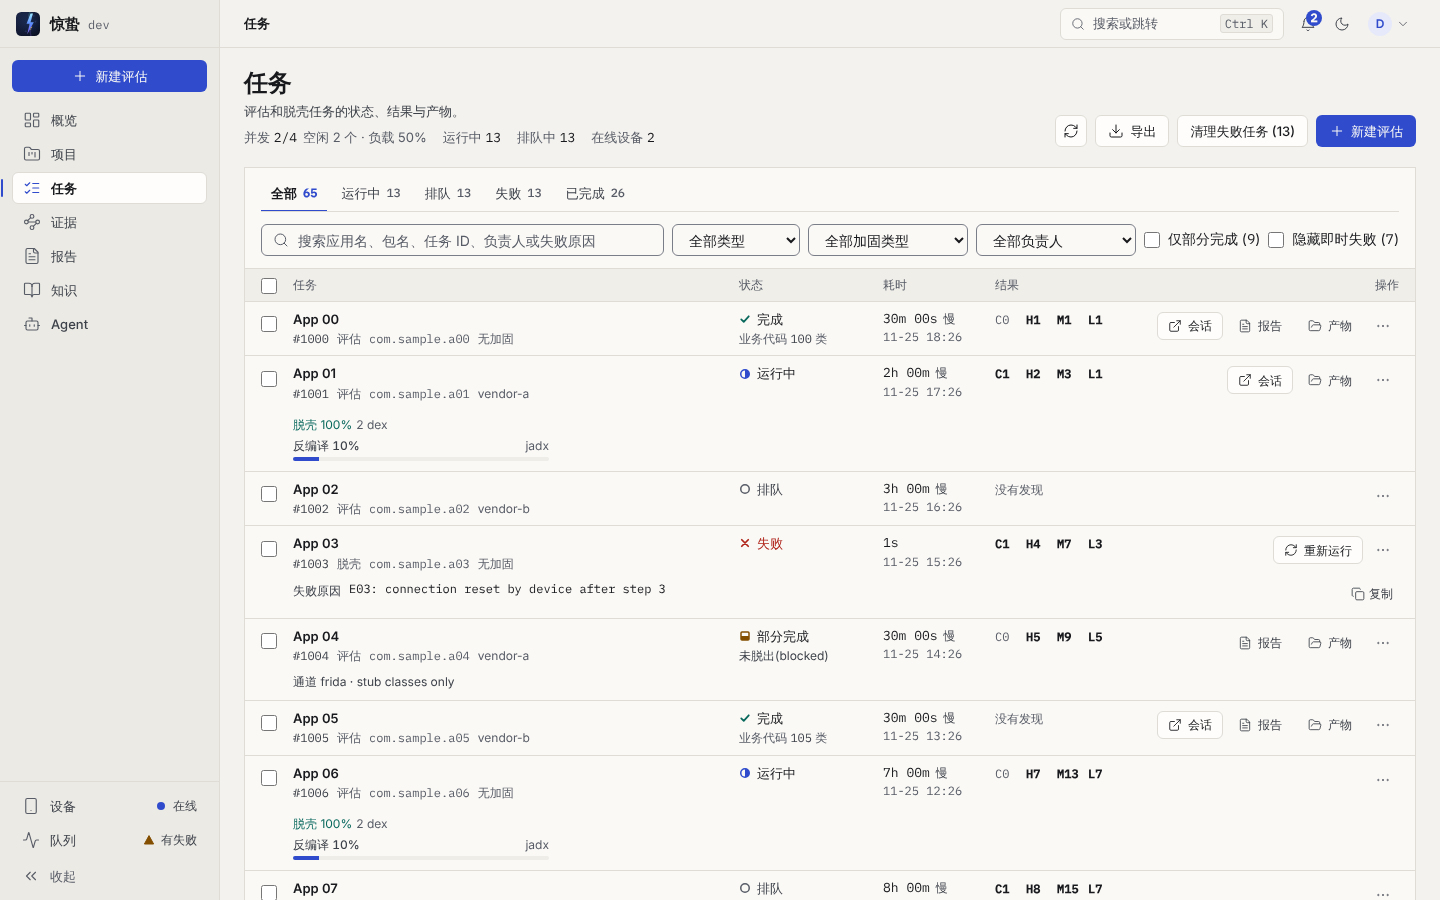 惊蛰 dev
新建评估
概览
项目
任务
证据
报告
知识
Agent
设备 在线
队列 有失败
收起
任务
搜索或跳转 Ctrl K
2
D
任务
评估和脱壳任务的状态、结果与产物。
并发 2/4 空闲 2 个 · 负载 50% 运行中 13 排队中 13 在线设备 2
导出
清理失败任务 (13)
新建评估
全部 65 运行中 13 排队 13 失败 13 已完成 26
搜索应用名、包名、任务 ID、负责人或失败原因 全部类型 全部加固类型 全部负责人 仅部分完成 (9) 隐藏即时失败 (7)
任务 状态 耗时 结果 操作
App 00 完成 30m 00s 慢 C0 H1 M1 L1 会话 报告 产物 ···
#1000 评估 com.sample.a00 无加固 业务代码 100 类 11-25 18:26
App 01 运行中 2h 00m 慢 C1 H2 M3 L1 会话 产物 ···
#1001 评估 com.sample.a01 vendor-a 11-25 17:26
脱壳 100% 2 dex
反编译 10% jadx
App 02 排队 3h 00m 慢 没有发现 ···
#1002 评估 com.sample.a02 vendor-b 11-25 16:26
App 03 失败 1s C1 H4 M7 L3 重新运行 ···
#1003 脱壳 com.sample.a03 无加固 11-25 15:26
失败原因 E03: connection reset by device after step 3 复制
App 04 部分完成 30m 00s 慢 C0 H5 M9 L5 报告 产物 ···
#1004 评估 com.sample.a04 vendor-a 未脱出(blocked) 11-25 14:26
通道 frida · stub classes only
App 05 完成 30m 00s 慢 没有发现 会话 报告 产物 ···
#1005 评估 com.sample.a05 vendor-b 业务代码 105 类 11-25 13:26
App 06 运行中 7h 00m 慢 C0 H7 M13 L7 ···
#1006 评估 com.sample.a06 无加固 11-25 12:26
脱壳 100% 2 dex
反编译 10% jadx
App 07 排队 8h 00m 慢 C1 H8 M15 L7 ···